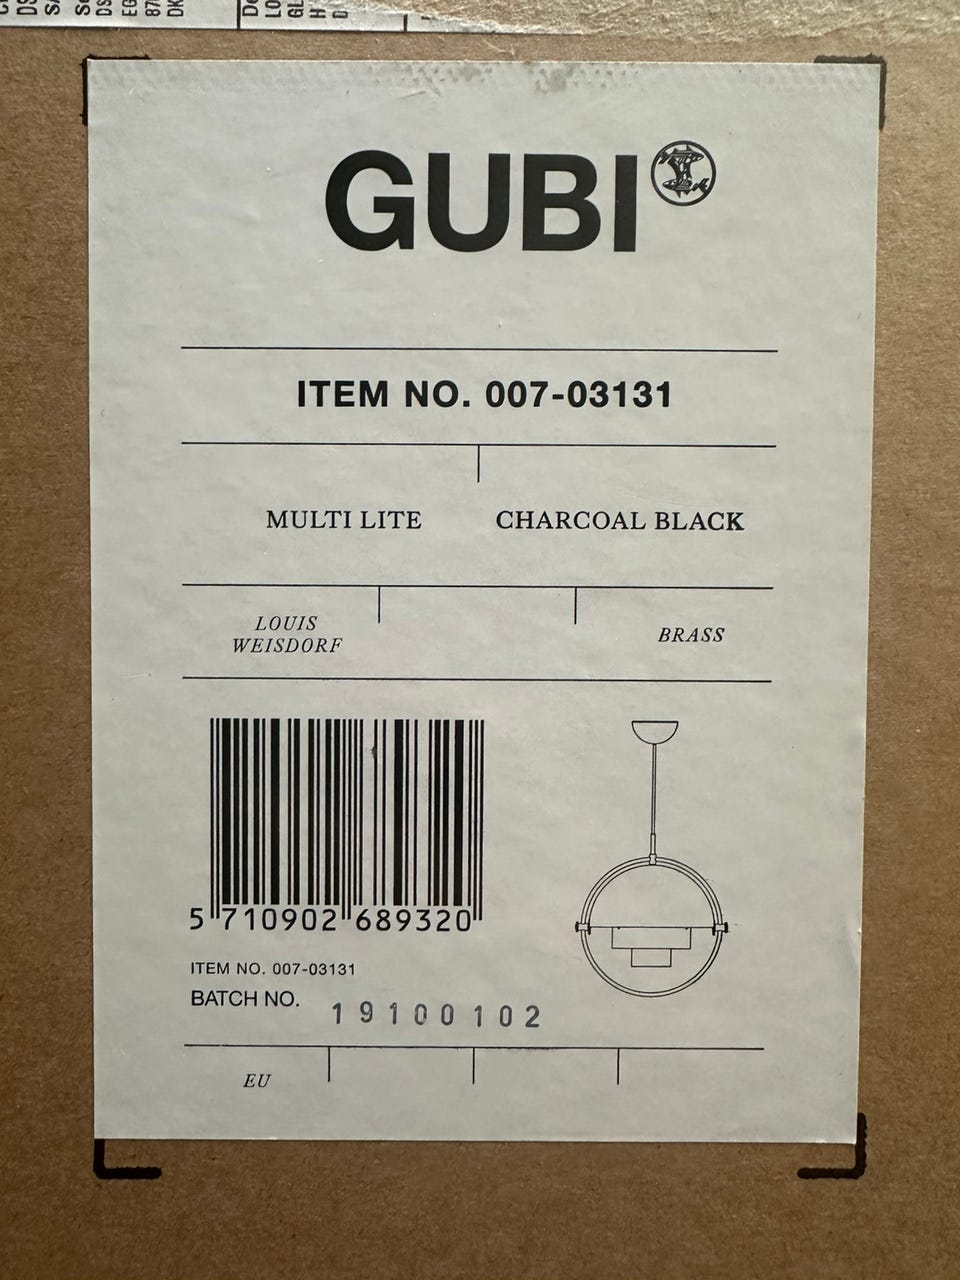 GUBI
ITEM NO. 007-03131
MULTI LITE
CHARCOAL BLACK
LOUIS
WEISDORF
BRASS
5 710902 689320
ITEM NO. 007-03131
BATCH NO. 19100102
EU